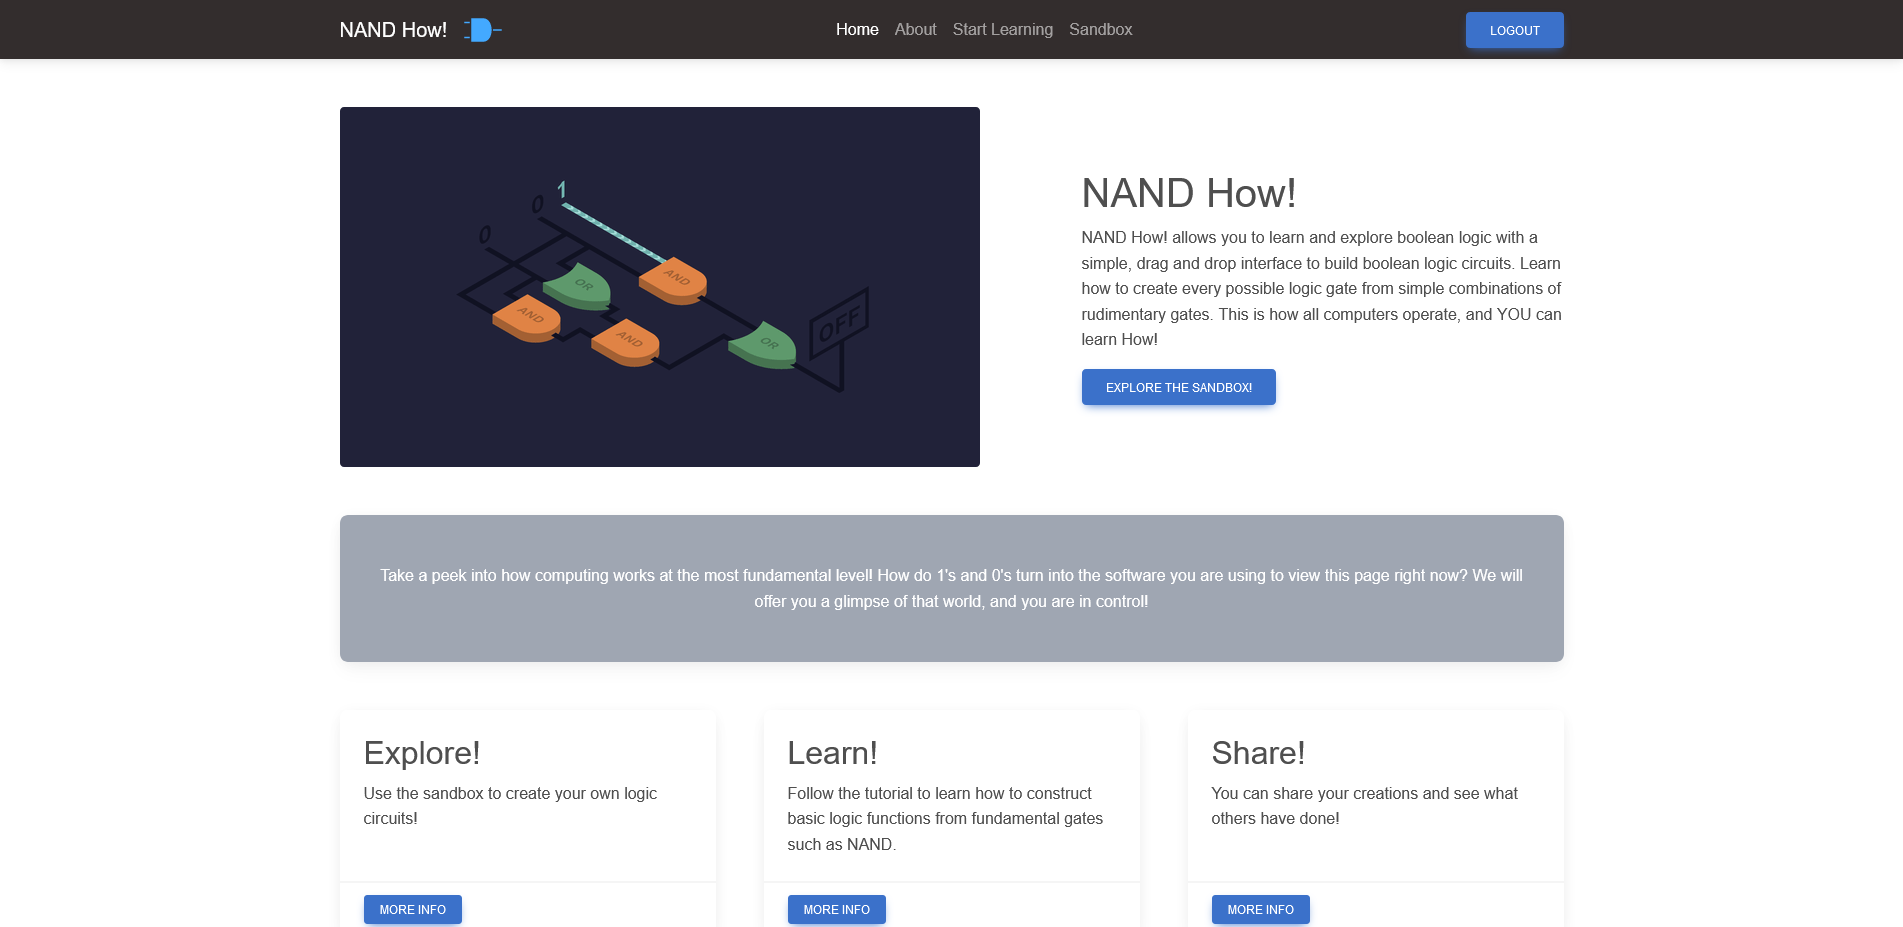 NAND How!
Home About Start Learning Sandbox
LOGOUT
1
0
0
AND
OR
AND
AND
OR
OFF
NAND How!
NAND How! allows you to learn and explore boolean logic with a
simple, drag and drop interface to build boolean logic circuits. Learn
how to create every possible logic gate from simple combinations of
rudimentary gates. This is how all computers operate, and YOU can
learn How!
EXPLORE THE SANDBOX!
Take a peek into how computing works at the most fundamental level! How do 1's and 0's turn into the software you are using to view this page right now? We will
offer you a glimpse of that world, and you are in control!
Explore!
Use the sandbox to create your own logic
circuits!
MORE INFO
Learn!
Follow the tutorial to learn how to construct
basic logic functions from fundamental gates
such as NAND.
MORE INFO
Share!
You can share your creations and see what
others have done!
MORE INFO